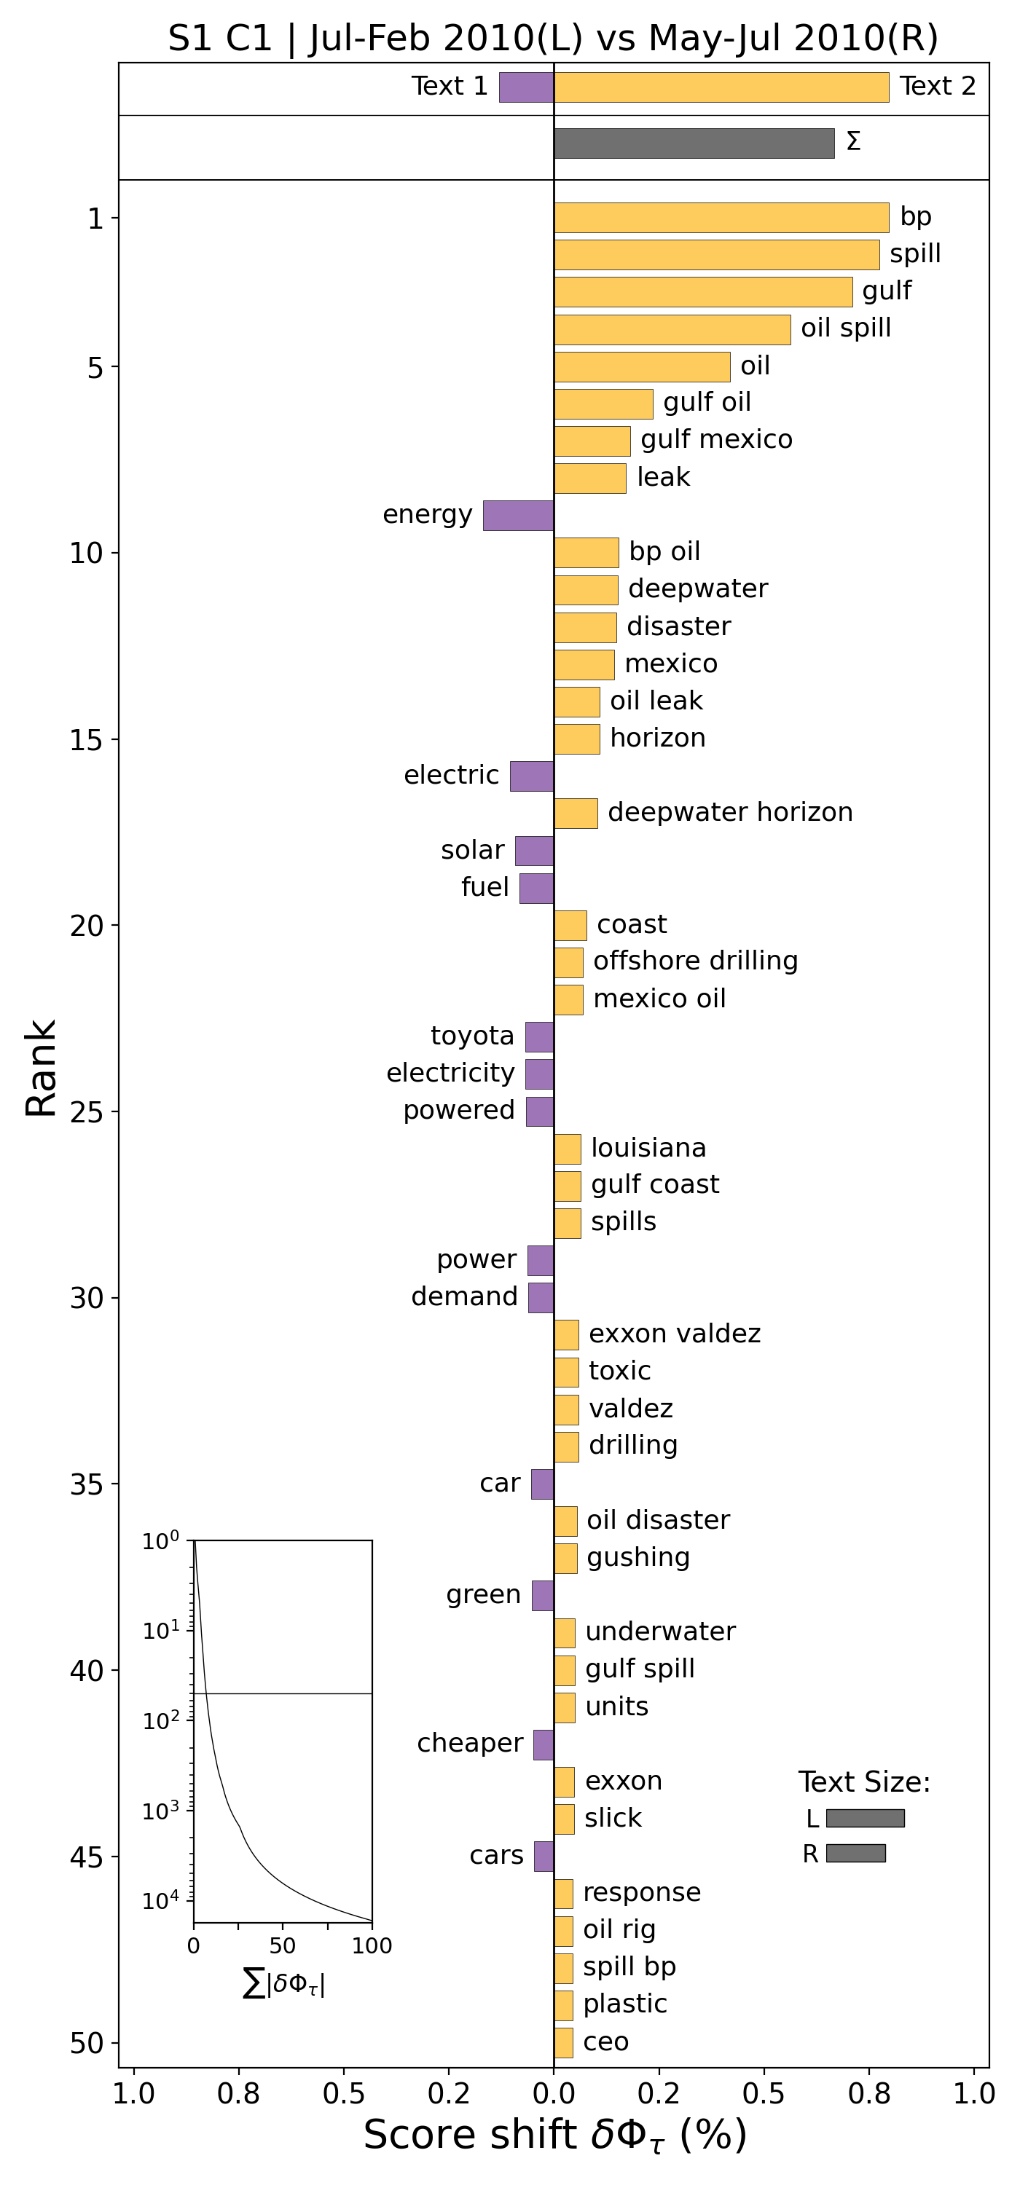 S1 C1 | Jul-Feb 2010(L) vs May-Jul 2010(R)
Text 1
Text 2
Σ
Rank
1
bp
spill
gulf
oil spill
5
oil
gulf oil
gulf mexico
leak
energy
10
bp oil
deepwater
disaster
mexico
oil leak
15
horizon
electric
deepwater horizon
solar
fuel
20
coast
offshore drilling
mexico oil
toyota
electricity
25
powered
louisiana
gulf coast
spills
power
30
demand
exxon valdez
toxic
valdez
drilling
35
car
oil disaster
gushing
green
underwater
40
gulf spill
units
cheaper
exxon
slick
45
cars
response
oil rig
spill bp
plastic
50
ceo
10⁰
10¹
10²
10³
10⁴
0 50 100
∑|δΦτ|
Text Size:
L
R
1.0 0.8 0.5 0.2 0.0 0.2 0.5 0.8 1.0
Score shift δΦτ (%)